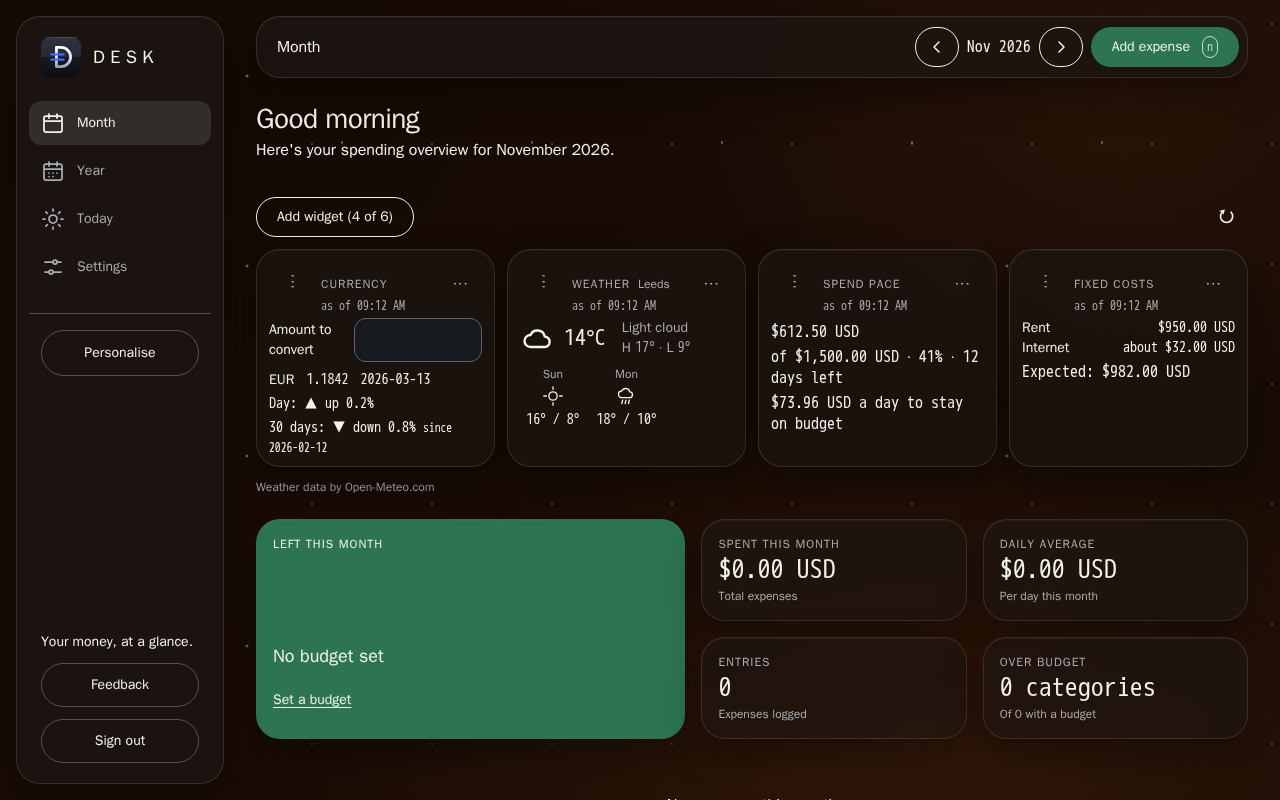 DESK
Month
Year
Today
Settings
Personalise
Your money, at a glance.
Feedback
Sign out
Month
Nov 2026
Add expense n
Good morning
Here's your spending overview for November 2026.
Add widget (4 of 6)
CURRENCY
as of 09:12 AM
Amount to
convert
EUR 1.1842 2026-03-13
Day: ▲ up 0.2%
30 days: ▼ down 0.8% since
2026-02-12
WEATHER Leeds
as of 09:12 AM
14°C
Light cloud
H 17° · L 9°
Sun
16° / 8°
Mon
18° / 10°
SPEND PACE
as of 09:12 AM
$612.50 USD
of $1,500.00 USD · 41% · 12
days left
$73.96 USD a day to stay
on budget
FIXED COSTS
as of 09:12 AM
Rent $950.00 USD
Internet about $32.00 USD
Expected: $982.00 USD
Weather data by Open-Meteo.com
LEFT THIS MONTH
No budget set
Set a budget
SPENT THIS MONTH
$0.00 USD
Total expenses
DAILY AVERAGE
$0.00 USD
Per day this month
ENTRIES
0
Expenses logged
OVER BUDGET
0 categories
Of 0 with a budget